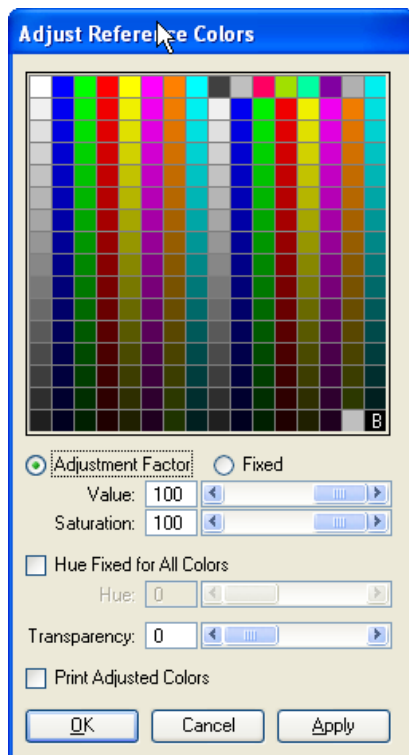 Adjust Reference Colors
B
Adjustment Factor Fixed
Value: 100
Saturation: 100
Hue Fixed for All Colors
Hue: 0
Transparency: 0
Print Adjusted Colors
OK Cancel Apply